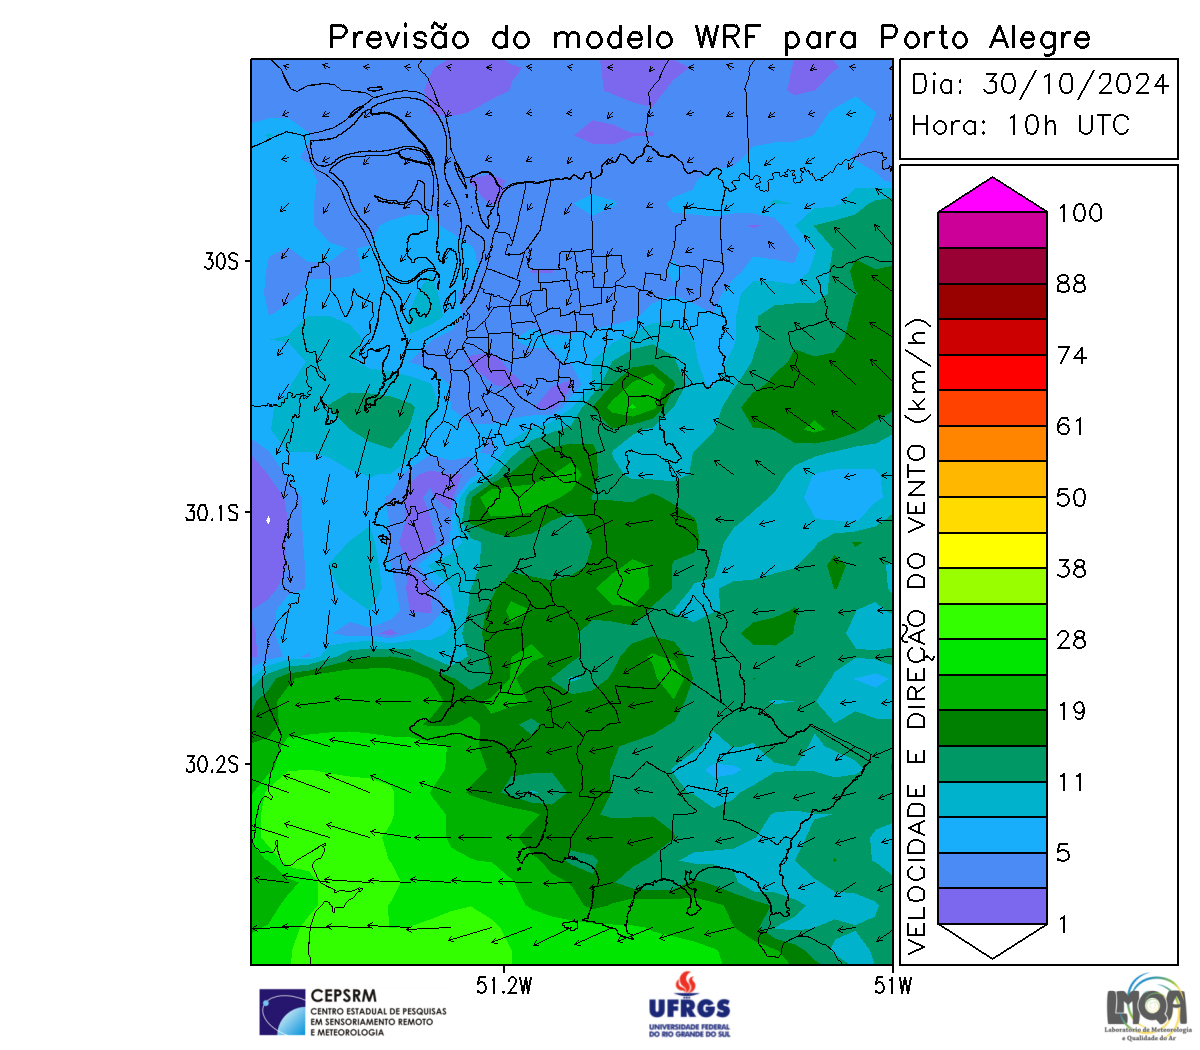 Previsão do modelo WRF para Porto Alegre
Dia: 30/10/2024
Hora: 10h UTC
100
88
74
61
50
38
28
19
11
5
1
VELOCIDADE E DIREÇÃO DO VENTO (km/h)
30S
30.1S
30.2S
51.2W
51W
CEPSRM
CENTRO ESTADUAL DE PESQUISAS
EM SENSORIAMENTO REMOTO
E METEOROLOGIA
UFRGS
UNIVERSIDADE FEDERAL
DO RIO GRANDE DO SUL
LMQA
Laboratório de Meteorologia
e Qualidade do Ar